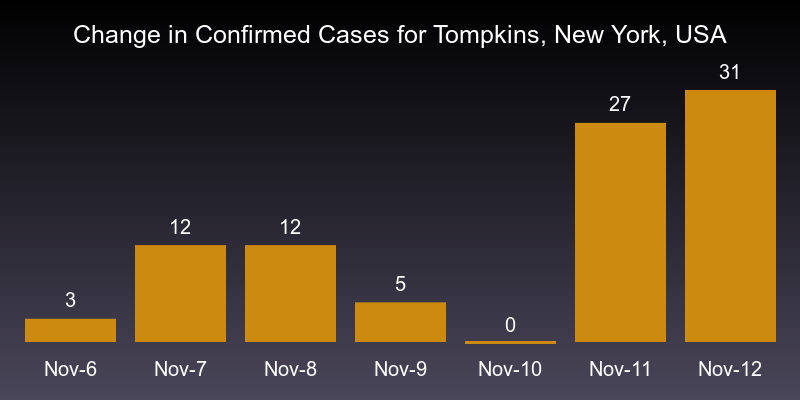 Change in Confirmed Cases for Tompkins, New York, USA
31
27
12
12
5
3
0
Nov-6
Nov-7
Nov-8
Nov-9
Nov-10
Nov-11
Nov-12